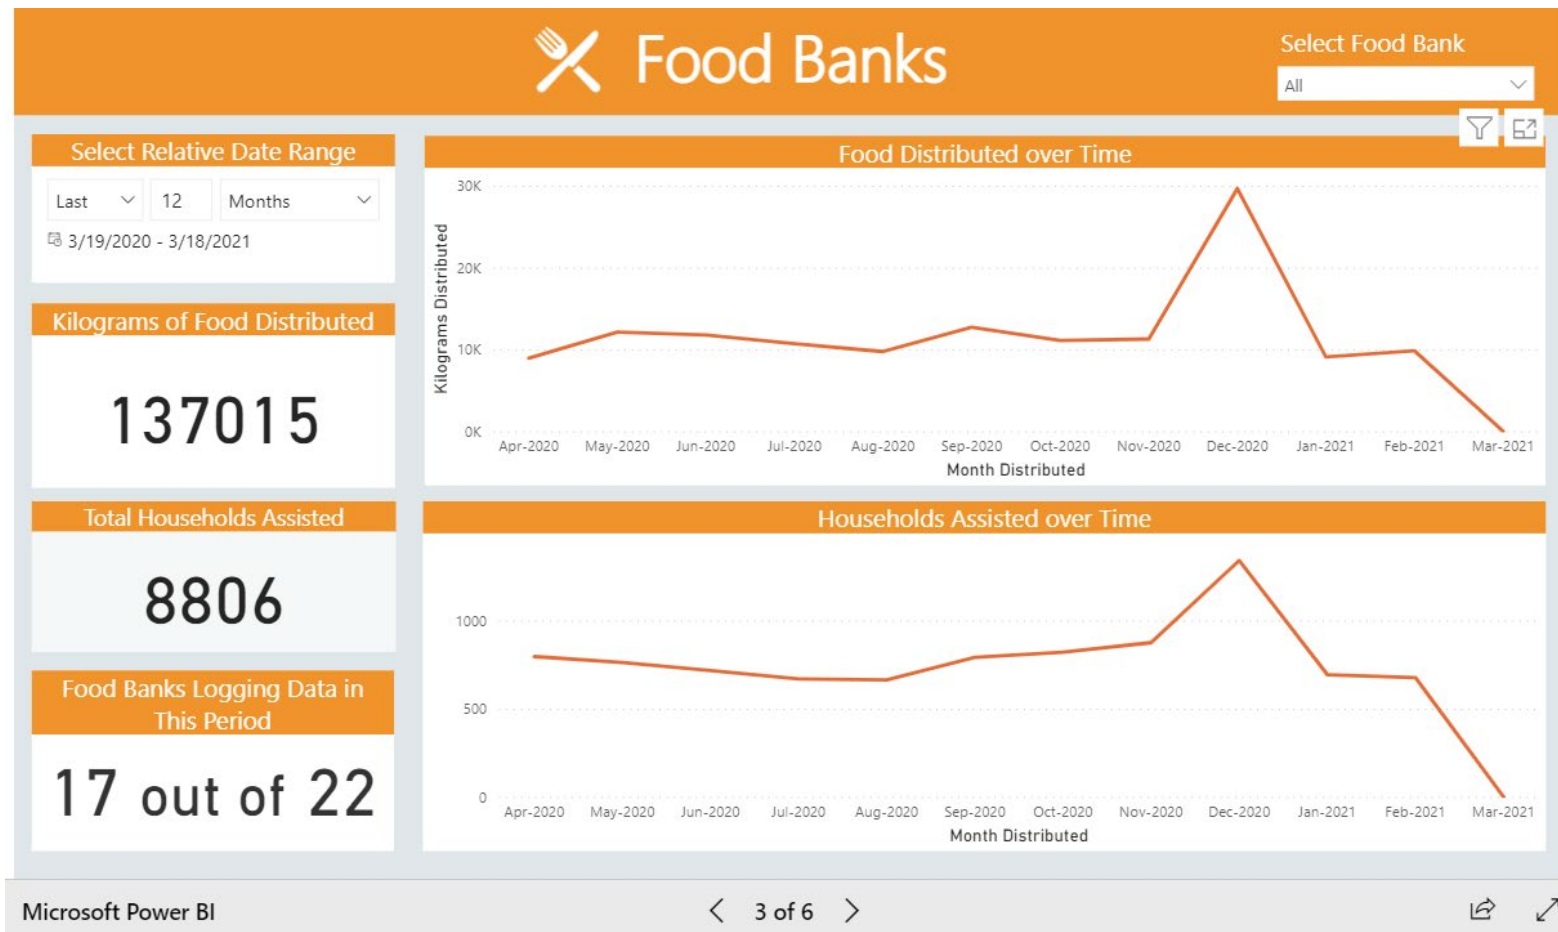 Food Banks
Select Food Bank
All
Select Relative Date Range
Last 12 Months
3/19/2020 - 3/18/2021
Kilograms of Food Distributed
137015
Total Households Assisted
8806
Food Banks Logging Data in
This Period
17 out of 22
Food Distributed over Time
Kilograms Distributed
30K
20K
10K
0K
Apr-2020 May-2020 Jun-2020 Jul-2020 Aug-2020 Sep-2020 Oct-2020 Nov-2020 Dec-2020 Jan-2021 Feb-2021 Mar-2021
Month Distributed
Households Assisted over Time
1000
500
0
Apr-2020 May-2020 Jun-2020 Jul-2020 Aug-2020 Sep-2020 Oct-2020 Nov-2020 Dec-2020 Jan-2021 Feb-2021 Mar-2021
Month Distributed
Microsoft Power BI
3 of 6